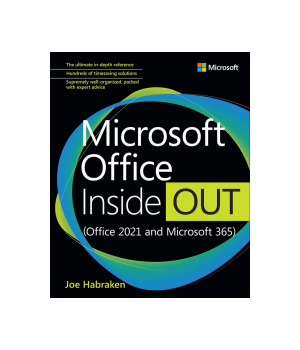 The ultimate in-depth reference
Hundreds of timesaving solutions
Supremely well-organized, packed
with expert advice
Microsoft
Microsoft
Office
Inside OUT
(Office 2021 and Microsoft 365)
Joe Habraken